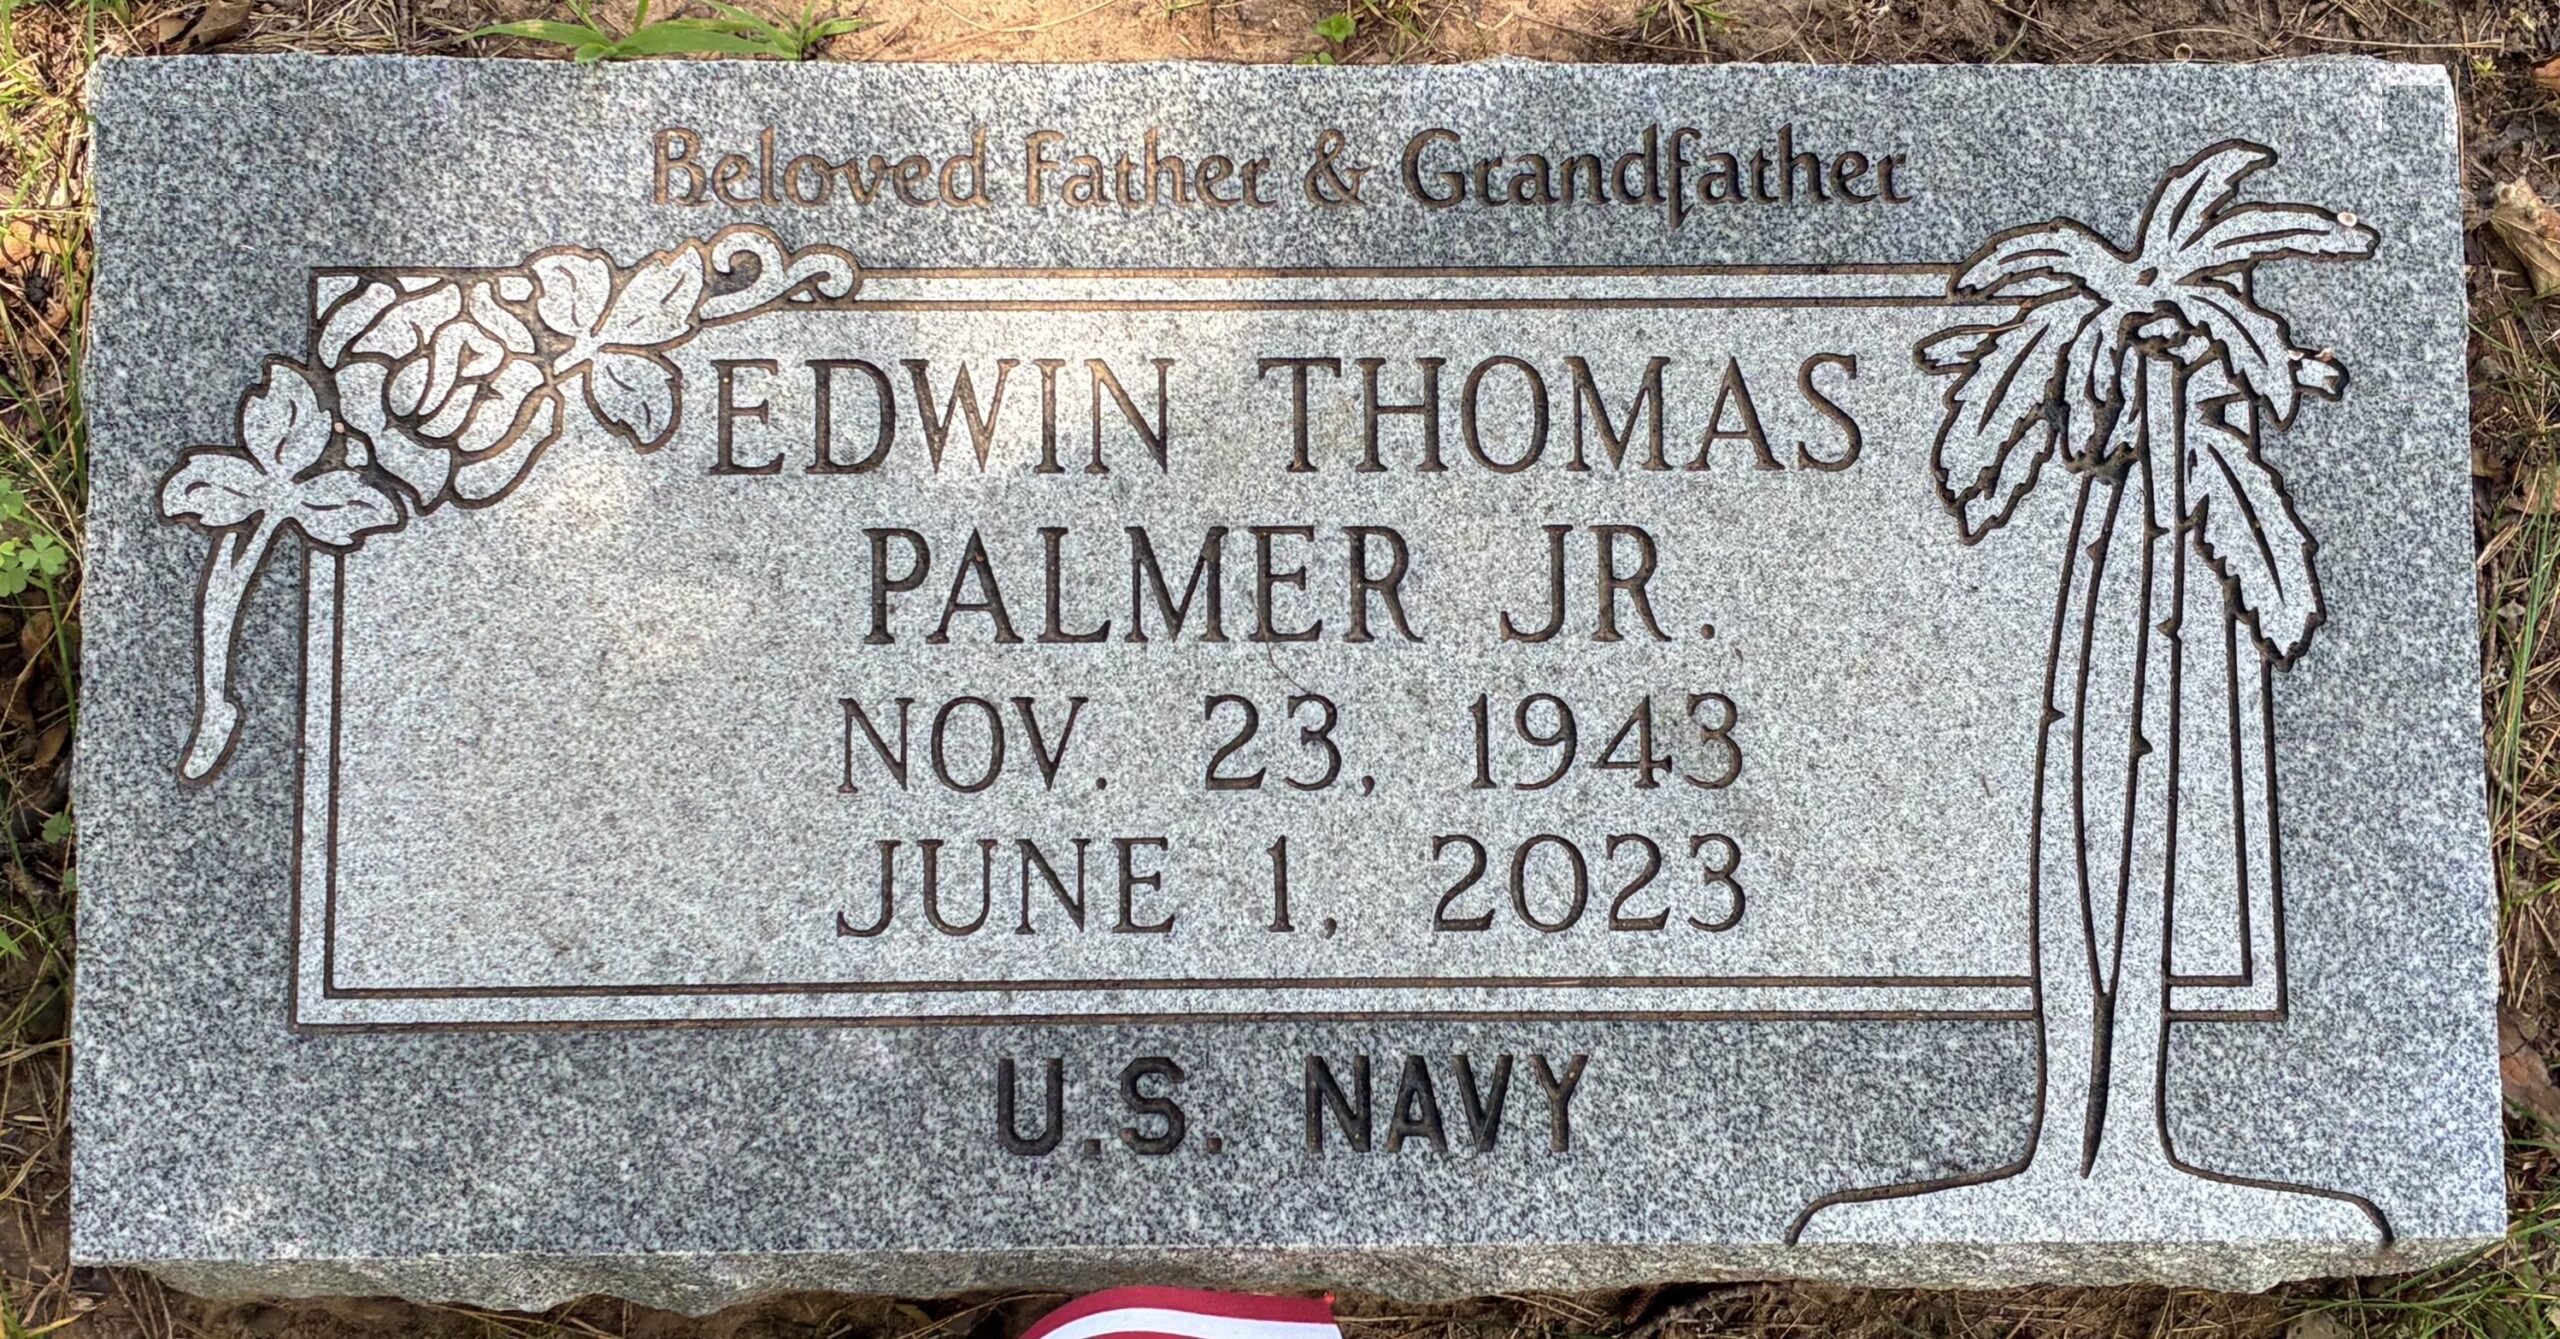 Beloved Father & Grandfather
EDWIN THOMAS
PALMER JR.
NOV. 23, 1943
JUNE 1, 2023
U.S. NAVY